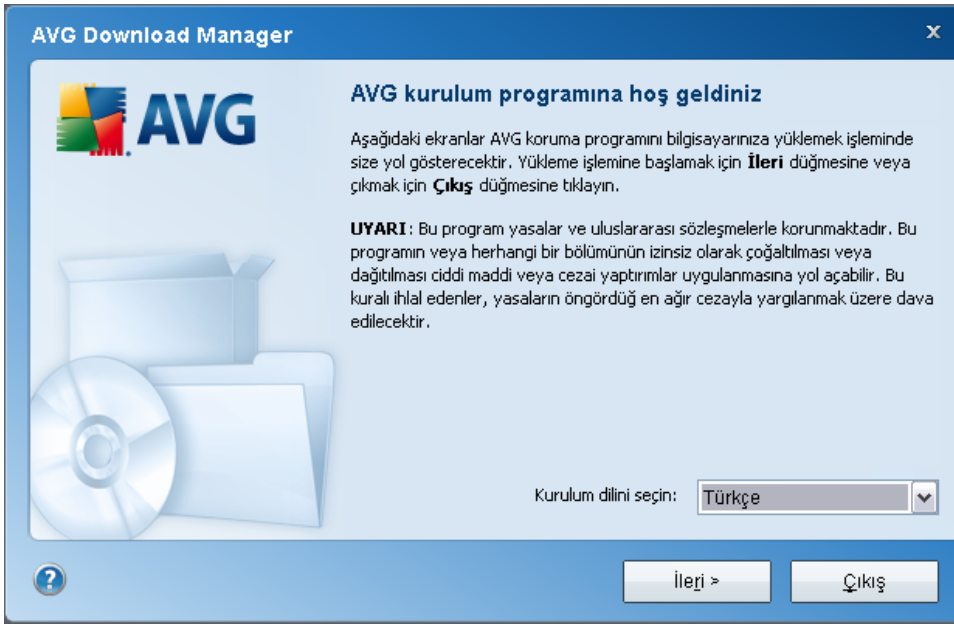 AVG Download Manager
x
AVG
AVG kurulum programına hoş geldiniz
Aşağıdaki ekranlar AVG koruma programını bilgisayarınıza yüklemek işleminde
size yol gösterecektir. Yükleme işlemine başlamak için İleri düğmesine veya
çıkmak için Çıkış düğmesine tıklayın.
UYARI: Bu program yasalar ve uluslararası sözleşmelerle korunmaktadır. Bu
programın veya herhangi bir bölümünün izinsiz olarak çoğaltılması veya
dağıtılması ciddi maddi veya cezai yaptırımlar uygulanmasına yol açabilir. Bu
kuralı ihlal edenler, yasaların öngördüğ en ağır cezayla yargılanmak üzere dava
edilecektir.
Kurulum dilini seçin: Türkçe
? İleri > Çıkış